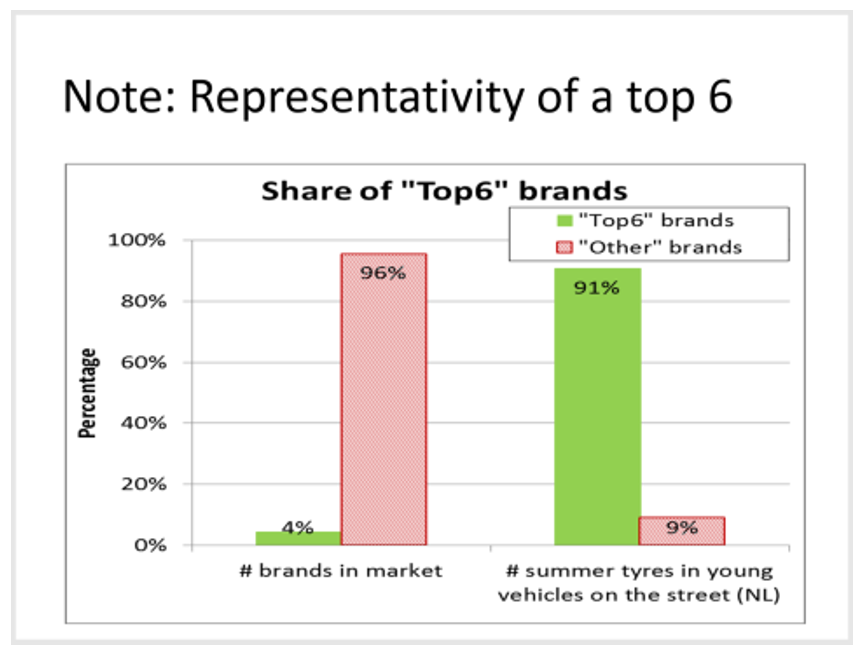 Note: Representativity of a top 6
Share of "Top6" brands
"Top6" brands
"Other" brands
100%
80%
60%
40%
20%
0%
Percentage
4%
96%
91%
9%
# brands in market
# summer tyres in young
vehicles on the street (NL)